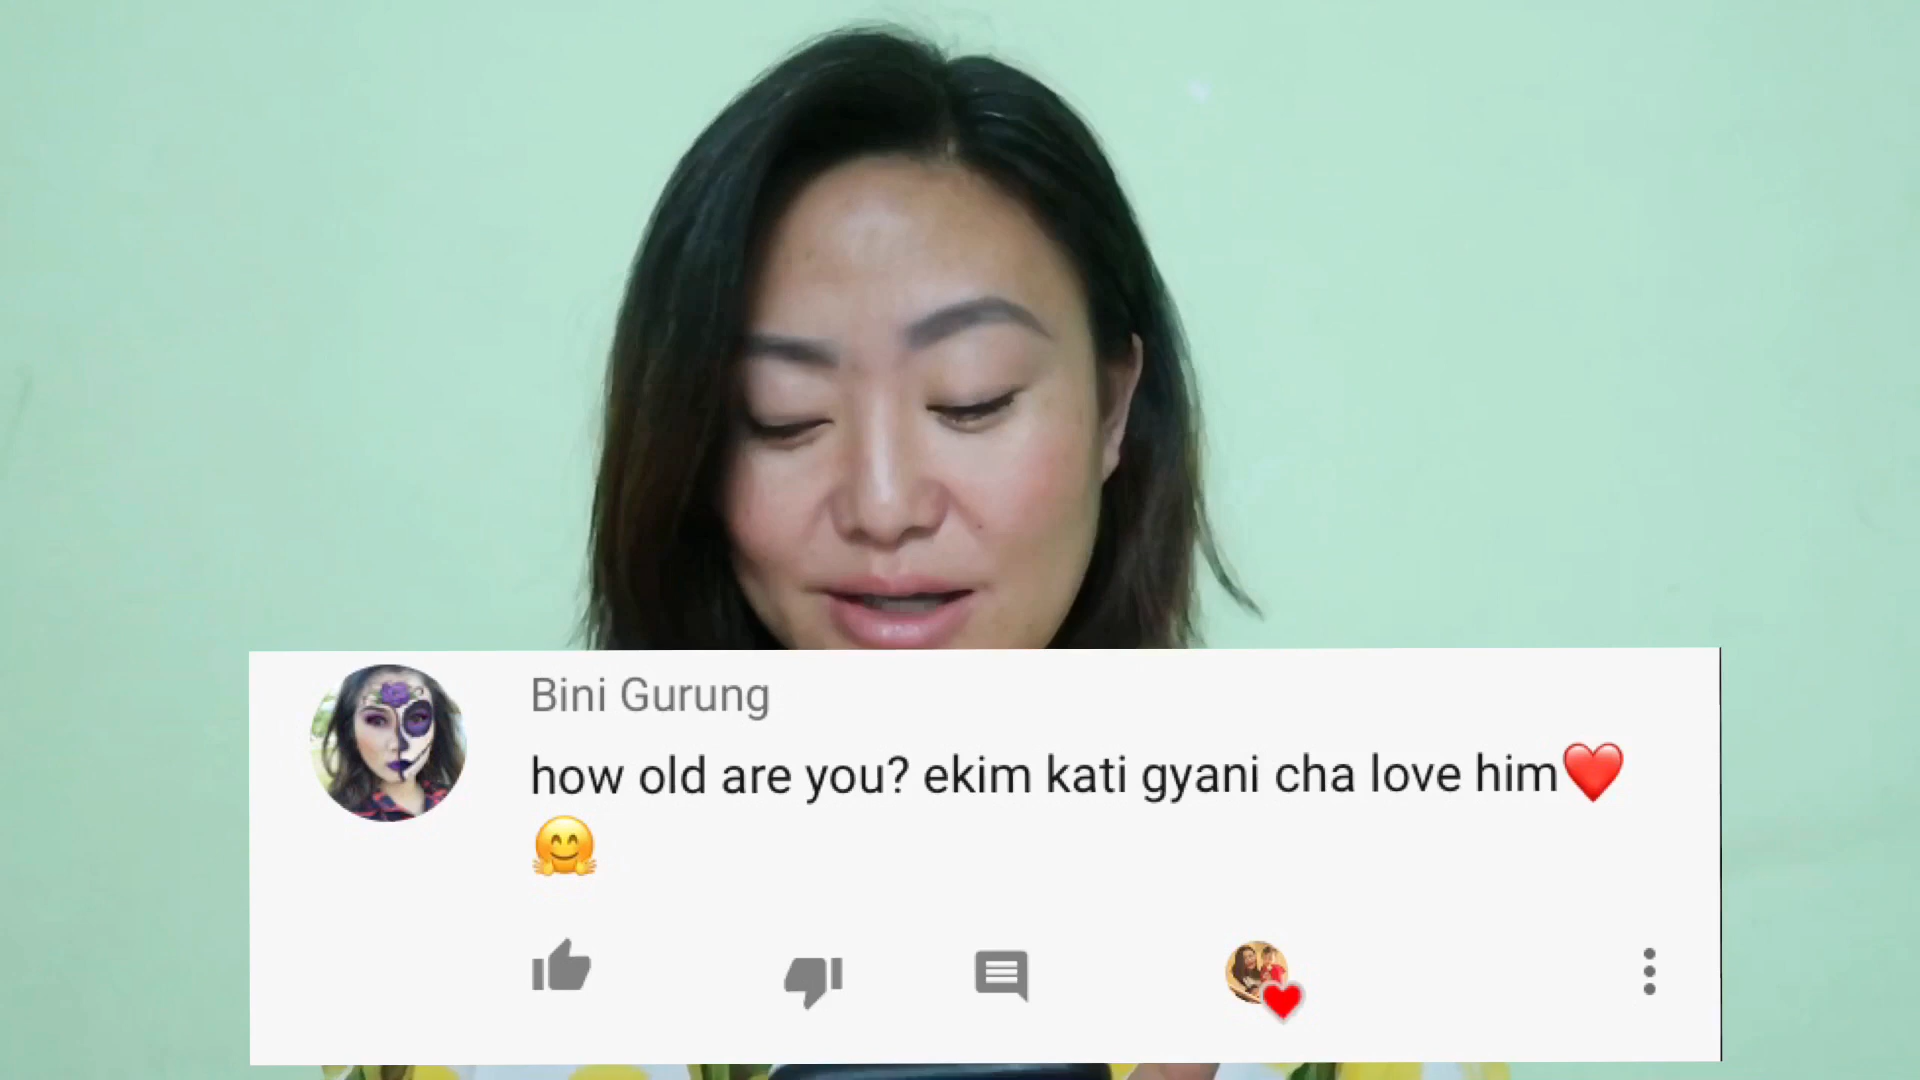 Bini Gurung
how old are you? ekim kati gyani cha love him❤️
🤗